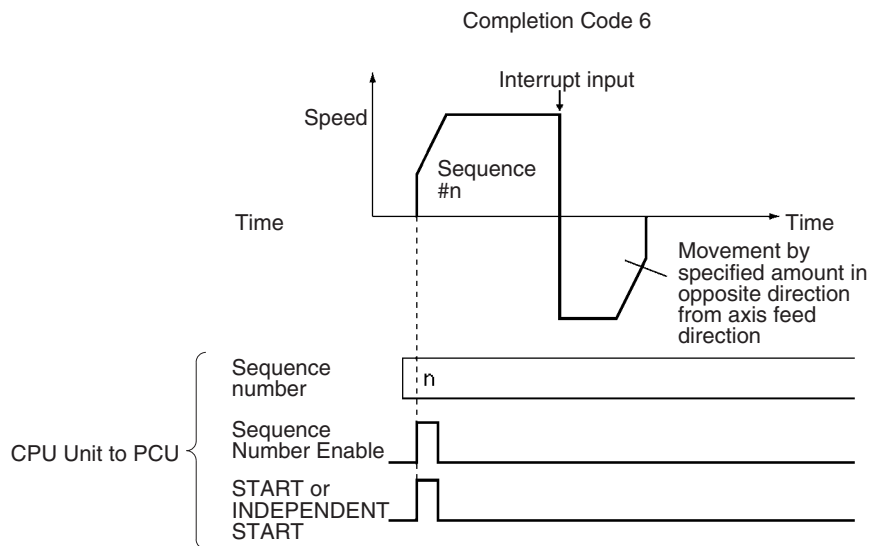 Completion Code 6
Interrupt input
Speed
Sequence
#n
Time
Time
Movement by
specified amount in
opposite direction
from axis feed
direction
Sequence
number
n
Sequence
Number Enable
CPU Unit to PCU
START or
INDEPENDENT
START